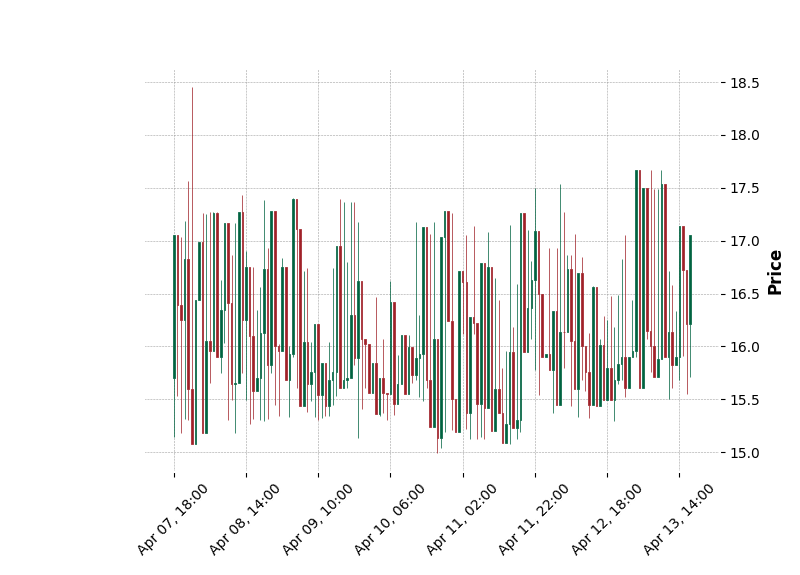 18.5
18.0
17.5
17.0
16.5
16.0
15.5
15.0
Price
Apr 07, 18:00
Apr 08, 14:00
Apr 09, 10:00
Apr 10, 06:00
Apr 11, 02:00
Apr 11, 22:00
Apr 12, 18:00
Apr 13, 14:00